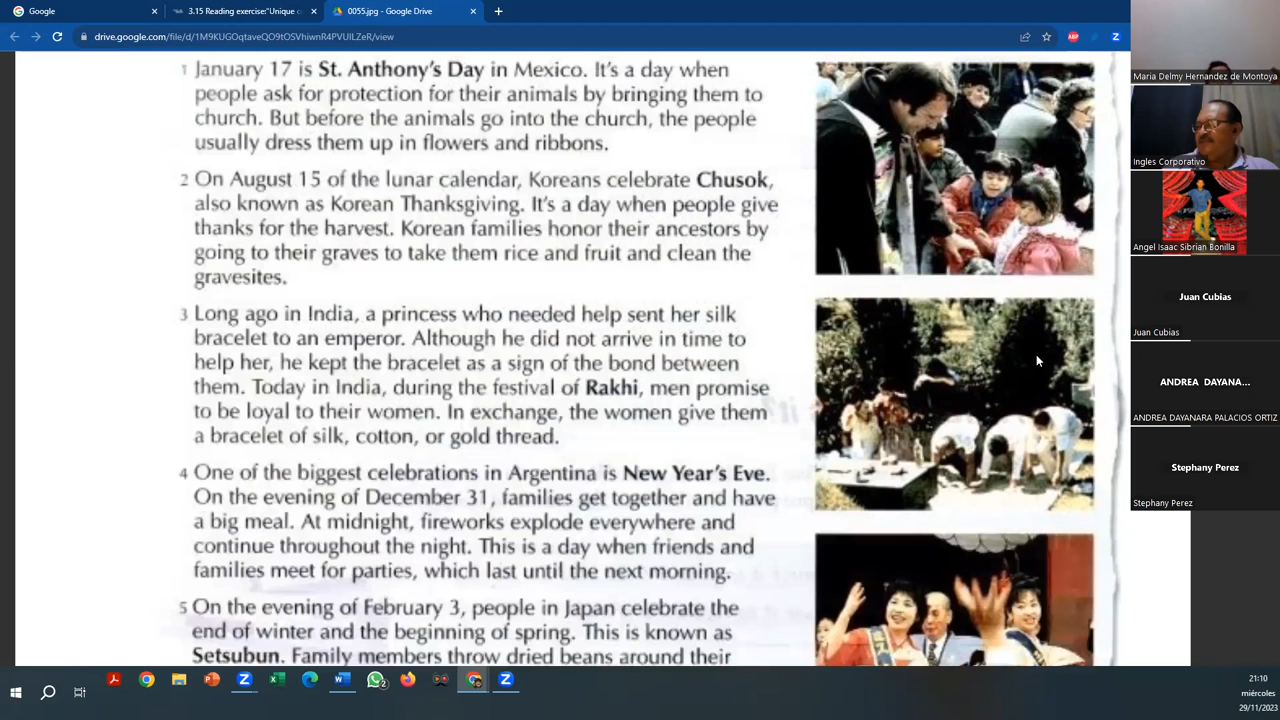 Google
3.15 Reading exercise:"Unique c
0055.jpg - Google Drive
drive.google.com/file/d/1M9KUGOqtaveQO9tOSVhiwnR4PVUlLZeR/view
ABP
1 January 17 is St. Anthony's Day in Mexico. It's a day when
people ask for protection for their animals by bringing them to
church. But before the animals go into the church, the people
usually dress them up in flowers and ribbons.
2 On August 15 of the lunar calendar, Koreans celebrate Chusok,
also known as Korean Thanksgiving. It's a day when people give
thanks for the harvest. Korean families honor their ancestors by
going to their graves to take them rice and fruit and clean the
gravesites.
3 Long ago in India, a princess who needed help sent her silk
bracelet to an emperor. Although he did not arrive in time to
help her, he kept the bracelet as a sign of the bond between
them. Today in India, during the festival of Rakhi, men promise
to be loyal to their women. In exchange, the women give them
a bracelet of silk, cotton, or gold thread.
4 One of the biggest celebrations in Argentina is New Year's Eve.
On the evening of December 31, families get together and have
a big meal. At midnight, fireworks explode everywhere and
continue throughout the night. This is a day when friends and
families meet for parties, which last until the next morning.
5 On the evening of February 3, people in Japan celebrate the
end of winter and the beginning of spring. This is known as
Setsubun. Family members throw dried beans around their
Maria Delmy Hernandez de Montoya
Ingles Corporativo
Angel Isaac Sibrian Bonilla
Juan Cubias
Juan Cubias
ANDREA DAYANA...
ANDREA DAYANARA PALACIOS ORTIZ
Stephany Perez
Stephany Perez
2
21:10
miércoles
29/11/2023